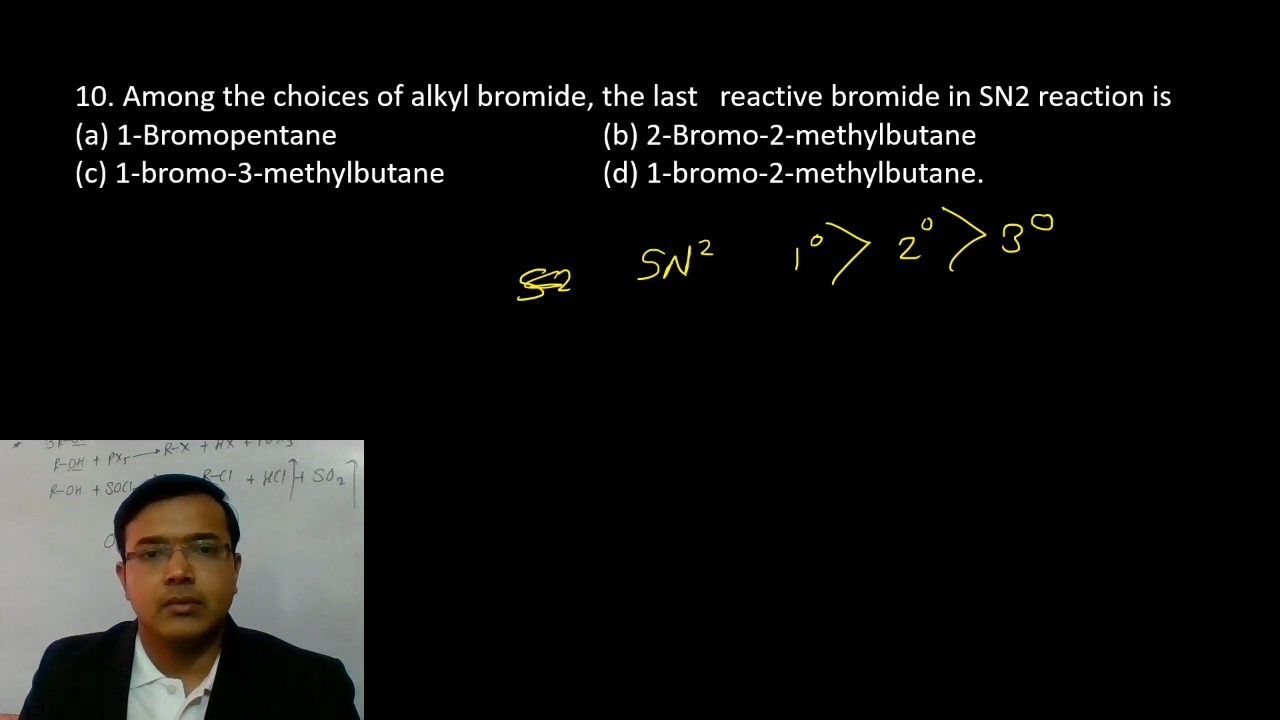 10. Among the choices of alkyl bromide, the last reactive bromide in SN2 reaction is
(a) 1-Bromopentane (b) 2-Bromo-2-methylbutane
(c) 1-bromo-3-methylbutane (d) 1-bromo-2-methylbutane.
SN² 1° > 2° > 3°
R-OH + PX₅ → R-X + HX +
R-OH + SOCl R-Cl + HCl↑ + SO₂↑